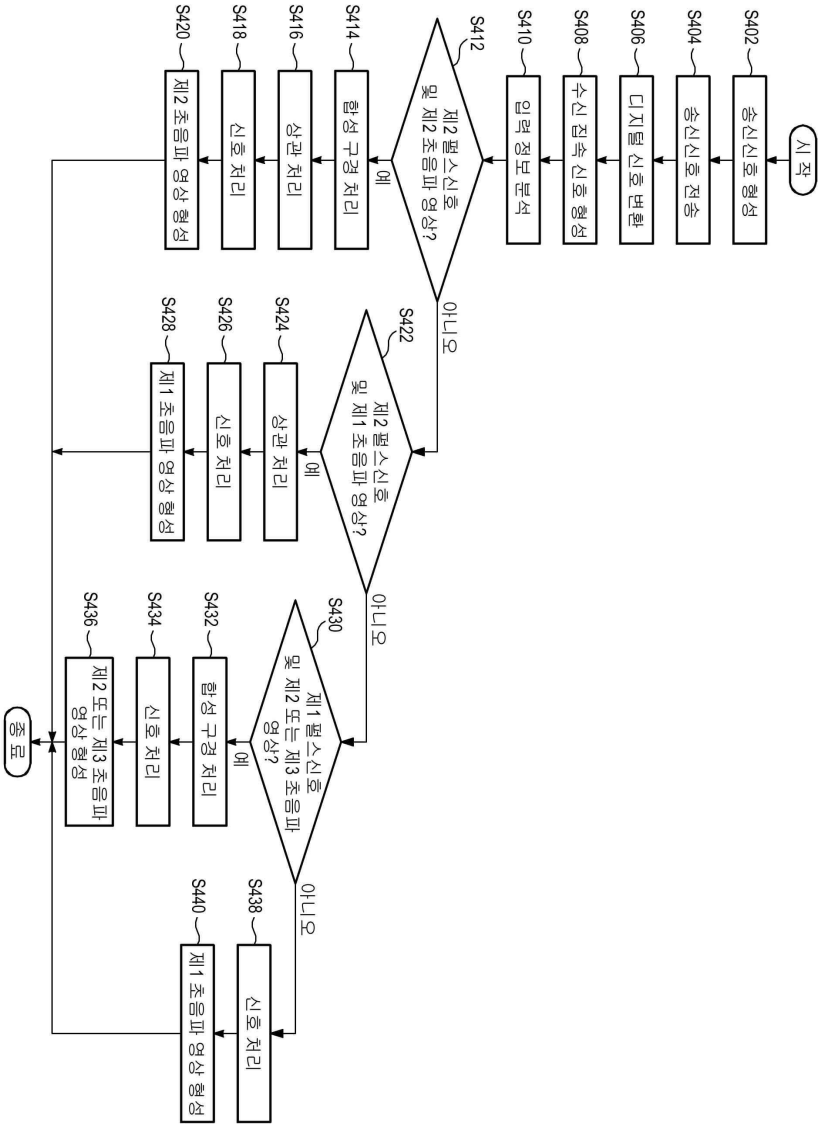 시 작
S402
송신신호 형성
S404
송신신호 전송
S406
디지털 신호 변환
S408
수신 집속 신호 형성
S410
입력 정보 분석
S412
제2 펄스신호
및 제2 초음파 영상?
예
아니오
S414
합성 구경 처리
S416
상관 처리
S418
신호 처리
S420
제2 초음파 영상 형성
S422
제2 펄스신호
및 제1 초음파 영상?
예
아니오
S424
상관 처리
S426
신호 처리
S428
제1 초음파 영상 형성
S430
제1 펄스신호
및 제2 또는 제3 초음파
영상?
예
아니오
S432
합성 구경 처리
S434
신호 처리
S436
제2 또는 제3 초음파
영상 형성
S438
신호 처리
S440
제1 초음파 영상 형성
종 료